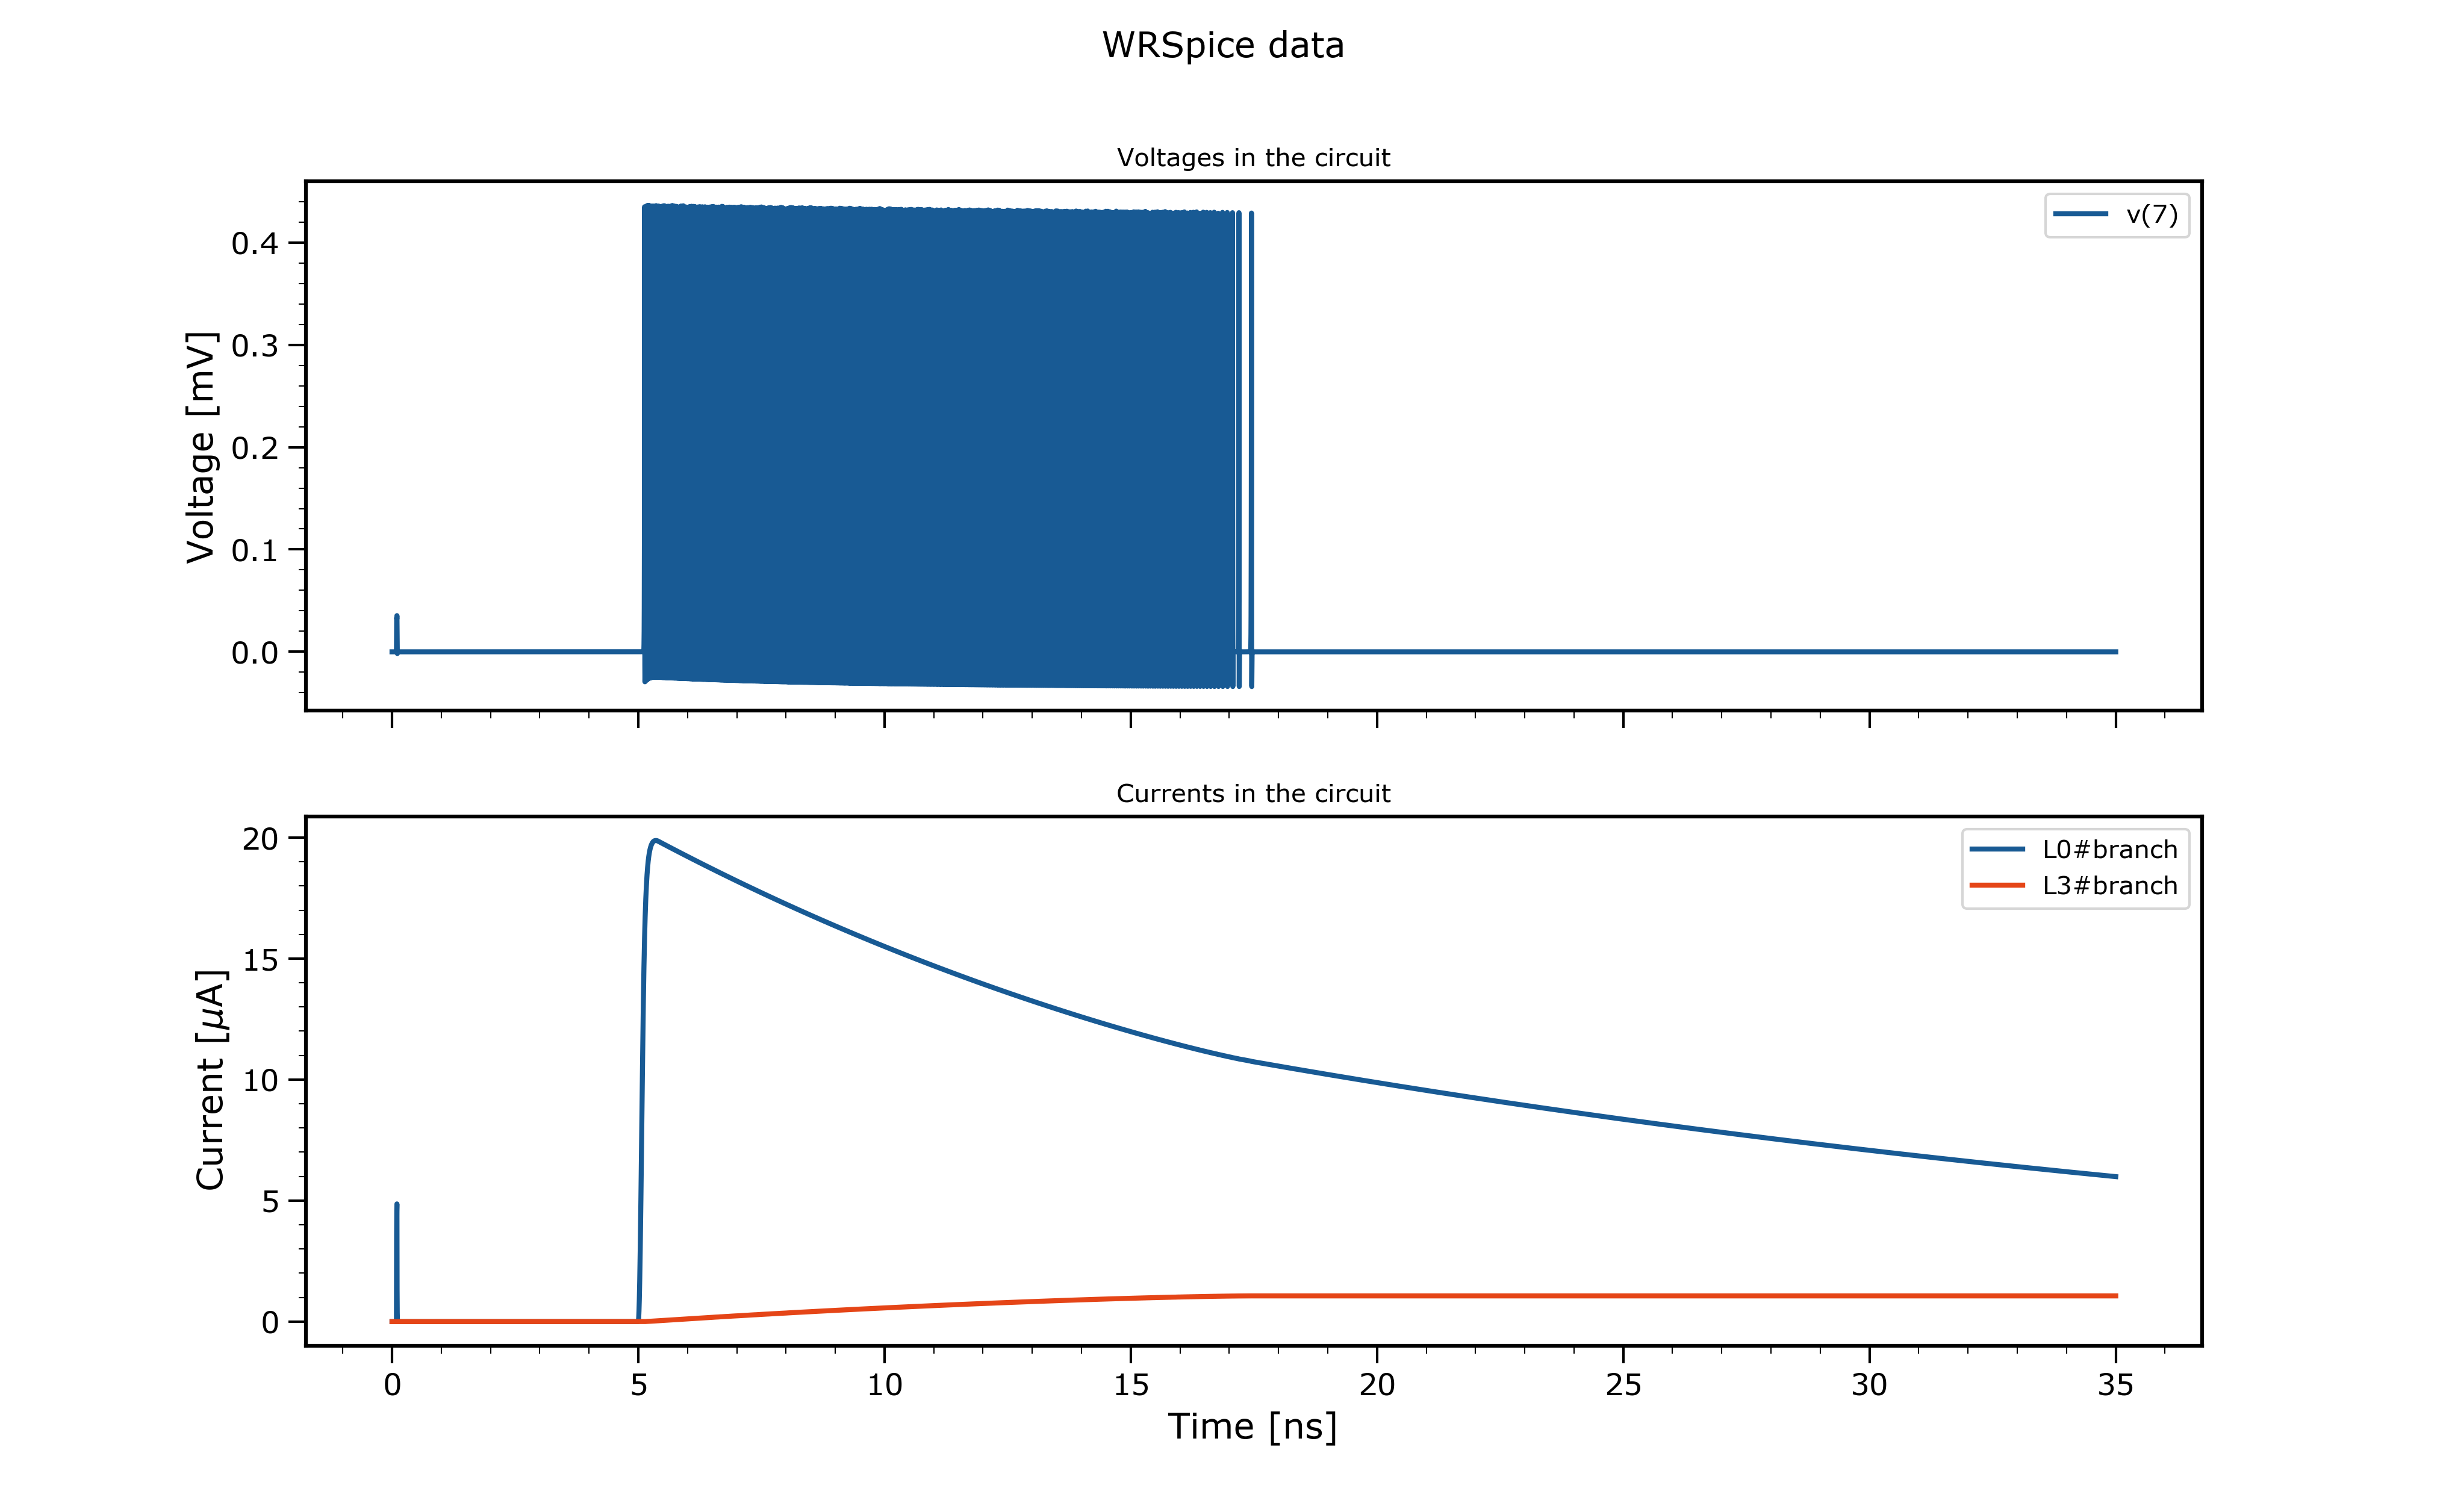 WRSpice data
Voltages in the circuit
v(7)
Voltage [mV]
0.4
0.3
0.2
0.1
0.0
Currents in the circuit
L0#branch
L3#branch
Current [μA]
20
15
10
5
0
0 5 10 15 20 25 30 35
Time [ns]